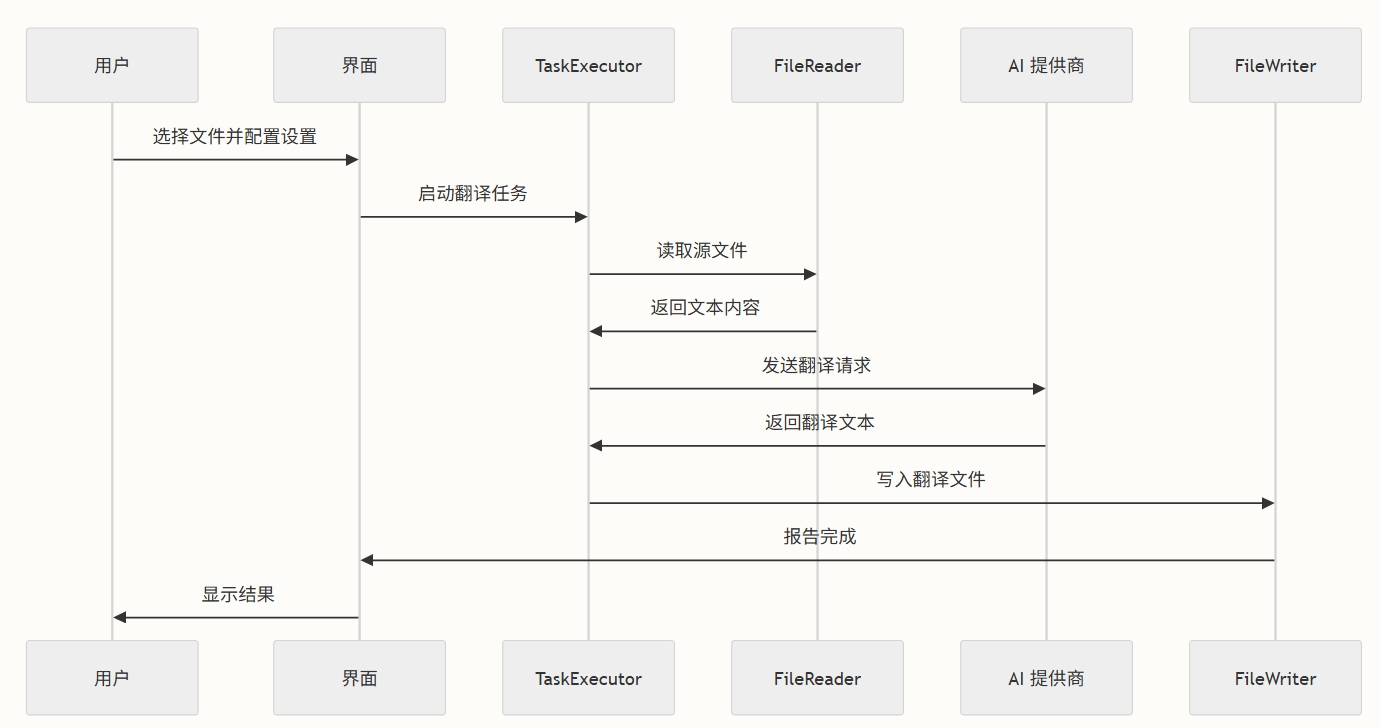 用户
界面
TaskExecutor
FileReader
AI 提供商
FileWriter
选择文件并配置设置
启动翻译任务
读取源文件
返回文本内容
发送翻译请求
返回翻译文本
写入翻译文件
报告完成
显示结果
用户
界面
TaskExecutor
FileReader
AI 提供商
FileWriter